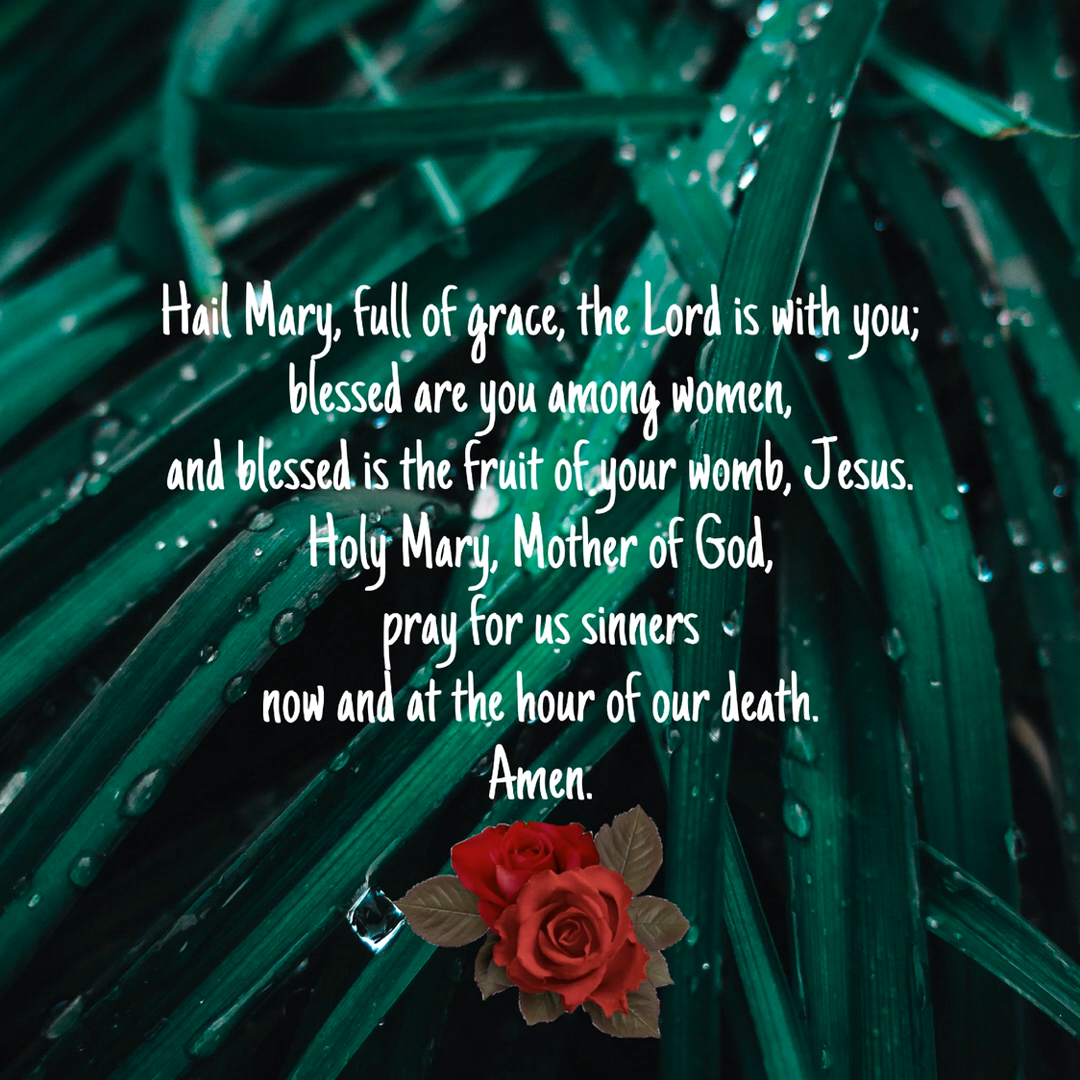 Hail Mary, full of grace, the Lord is with you;
blessed are you among women,
and blessed is the fruit of your womb, Jesus.
Holy Mary, Mother of God,
pray for us sinners
now and at the hour of our death.
Amen.